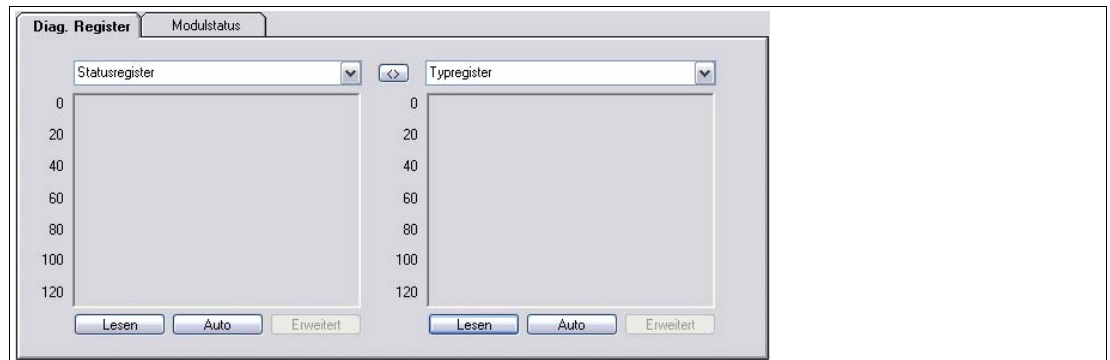 Diag. Register Modulstatus
Statusregister <> Typregister
0 0
20 20
40 40
60 60
80 80
100 100
120 120
Lesen Auto Erweitert Lesen Auto Erweitert